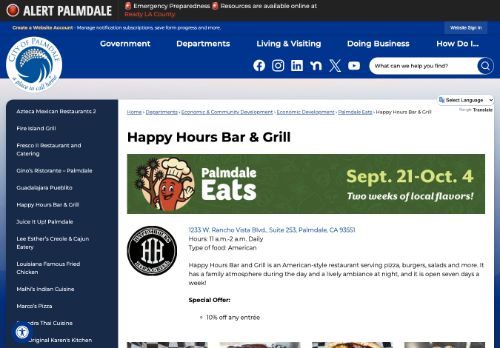 ALERT PALMDALE
🚨 Emergency Preparedness 🚨 Resources are available online at
Ready LA County.
Create a Website Account - Manage notification subscriptions, save form progress and more.
Website Sign In
CITY OF PALMDALE
a place to call home
Government
Departments
Living & Visiting
Doing Business
How Do I...
What can we help you find?
Select Language
Google Translate
Azteca Mexican Restaurants 2
Fire Island Grill
Fresco II Restaurant and
Catering
Gino's Ristorante – Palmdale
Guadalajara Pueblito
Happy Hours Bar & Grill
Juice It Up! Palmdale
Lee Esther's Creole & Cajun
Eatery
Louisiana Famous Fried
Chicken
Mathi's Indian Cuisine
Marco's Pizza
Thai Cuisine
Original Karen's Kitchen
Home › Departments › Economic & Community Development › Economic Development › Palmdale Eats › Happy Hours Bar & Grill
Happy Hours Bar & Grill
Palmdale
Eats
Sept. 21-Oct. 4
Two weeks of local flavors!
HH
1233 W. Rancho Vista Blvd., Suite 253, Palmdale, CA 93551
Hours: 11 a.m.-2 a.m. Daily
Type of food: American
Happy Hours Bar and Grill is an American-style restaurant serving pizza, burgers, salads and more. It
has a family atmosphere during the day and a lively ambiance at night, and it is open seven days a
week!
Special Offer:
10% off any entrée